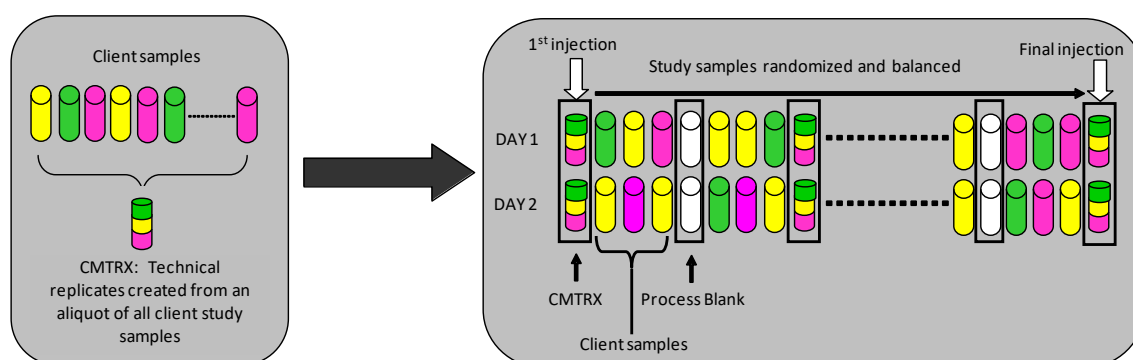 Client samples
CMTRX: Technical
replicates created from an
aliquot of all client study
samples
1st injection
Final injection
Study samples randomized and balanced
DAY 1
DAY 2
CMTRX
Process Blank
Client samples